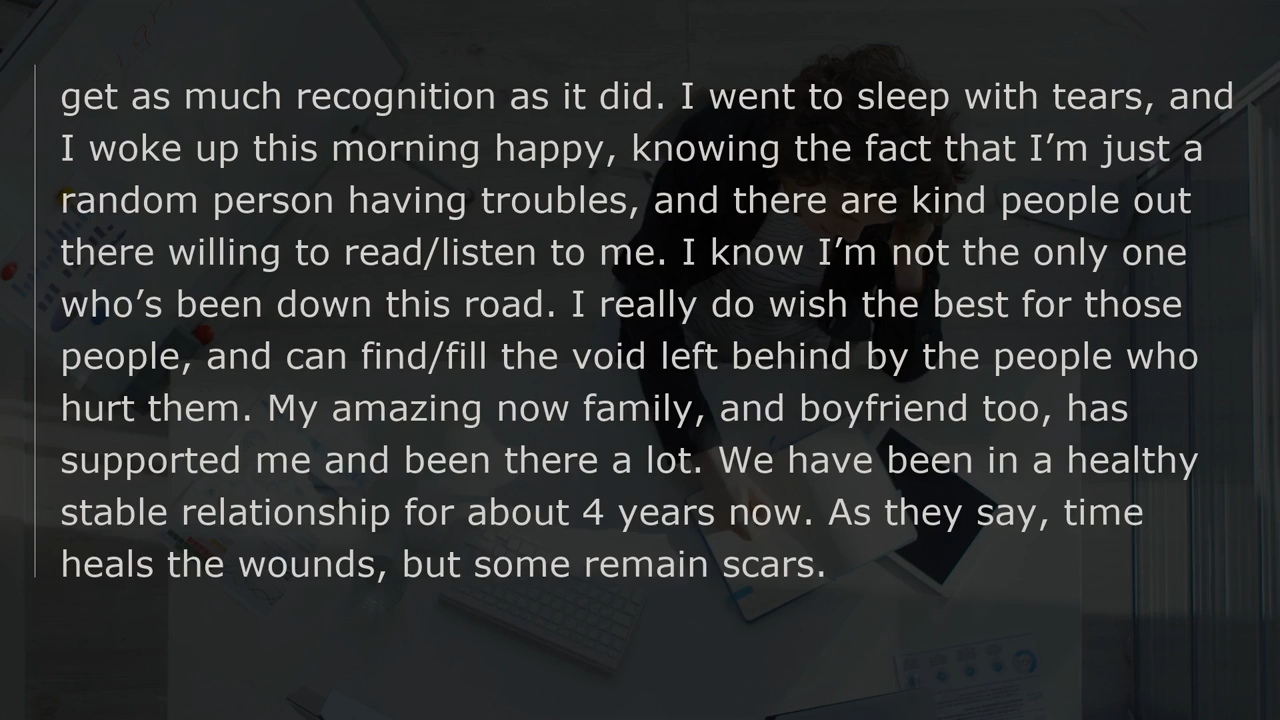 get as much recognition as it did. I went to sleep with tears, and
I woke up this morning happy, knowing the fact that I’m just a
random person having troubles, and there are kind people out
there willing to read/listen to me. I know I’m not the only one
who’s been down this road. I really do wish the best for those
people, and can find/fill the void left behind by the people who
hurt them. My amazing now family, and boyfriend too, has
supported me and been there a lot. We have been in a healthy
stable relationship for about 4 years now. As they say, time
heals the wounds, but some remain scars.